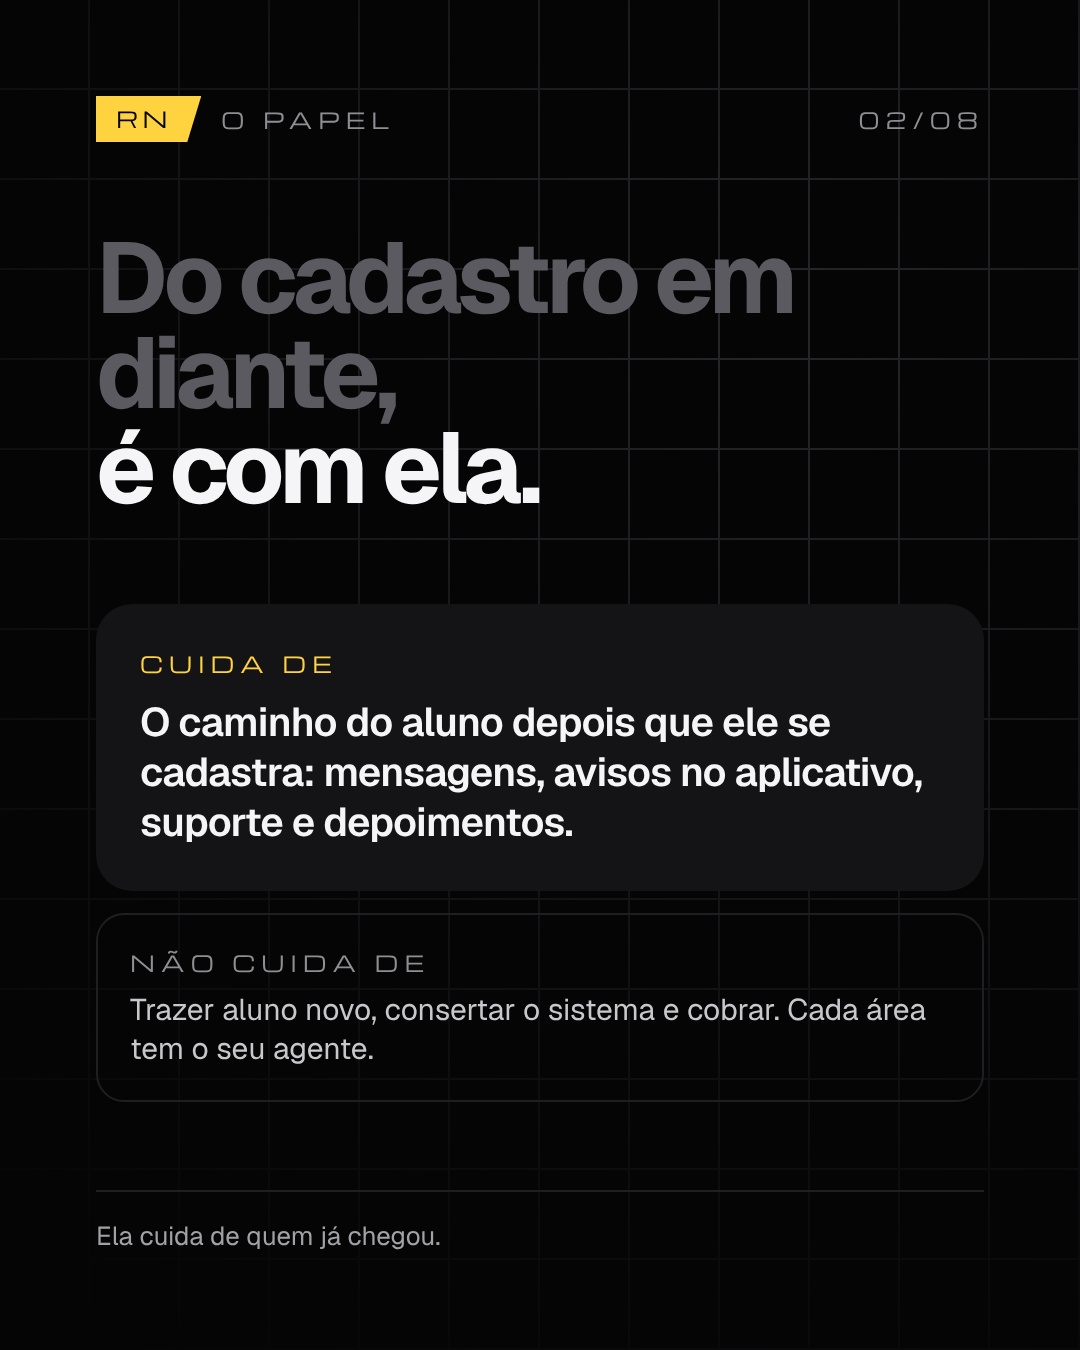 RN O PAPEL 02/08
Do cadastro em
diante,
é com ela.
CUIDA DE
O caminho do aluno depois que ele se
cadastra: mensagens, avisos no aplicativo,
suporte e depoimentos.
NÃO CUIDA DE
Trazer aluno novo, consertar o sistema e cobrar. Cada área
tem o seu agente.
Ela cuida de quem já chegou.